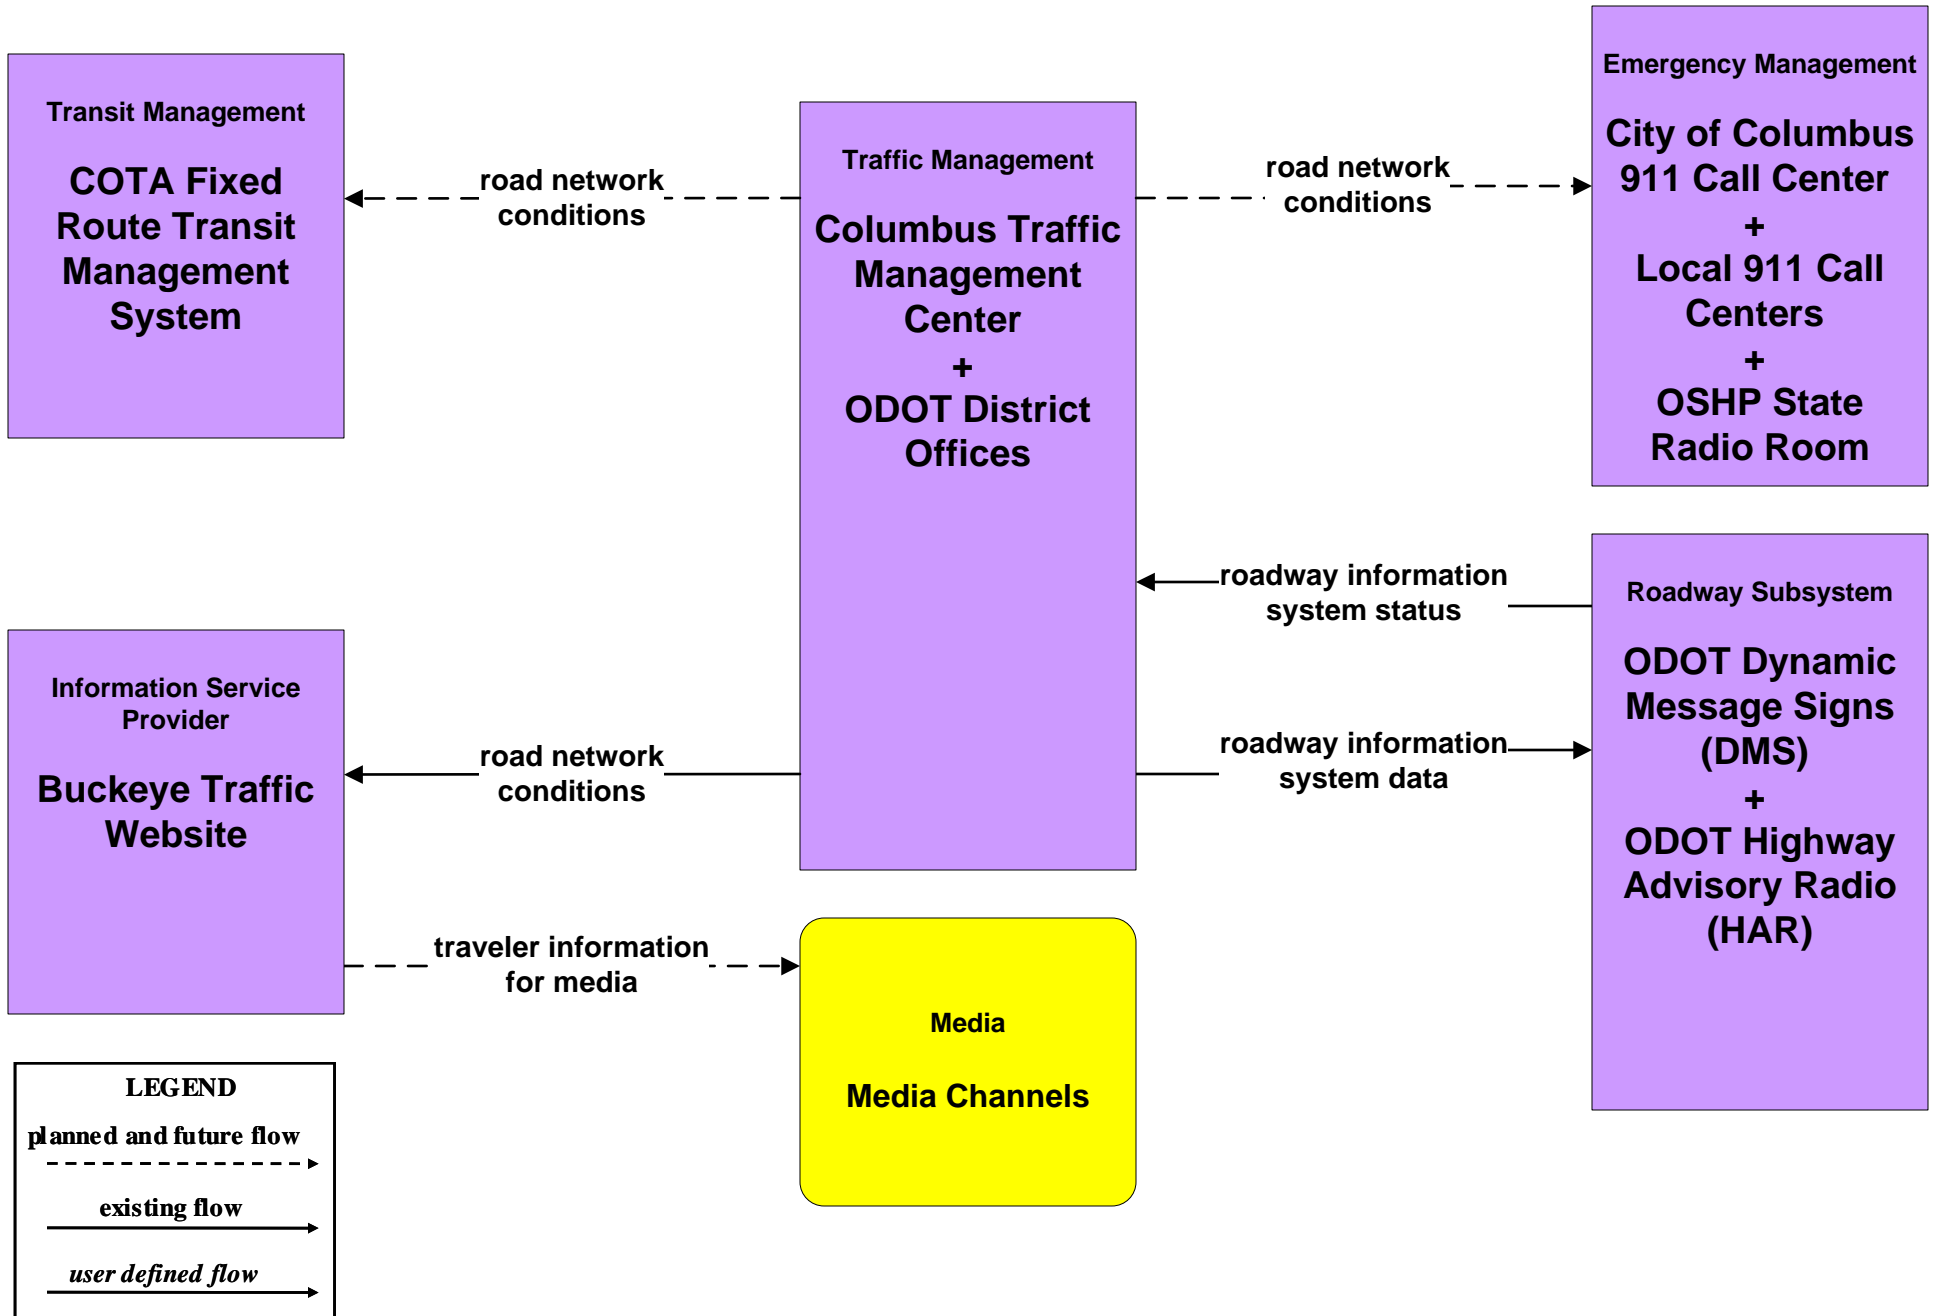 Transit Management
COTA Fixed
Route Transit
Management
System
road network
conditions
Traffic Management
Columbus Traffic
Management
Center
+
ODOT District
Offices
road network
conditions
Emergency Management
City of Columbus
911 Call Center
+
Local 911 Call
Centers
+
OSHP State
Radio Room
roadway information
system status
Roadway Subsystem
ODOT Dynamic
Message Signs
(DMS)
+
ODOT Highway
Advisory Radio
(HAR)
Information Service
Provider
Buckeye Traffic
Website
road network
conditions
roadway information
system data
traveler information
for media
Media
Media Channels
LEGEND
planned and future flow
existing flow
user defined flow